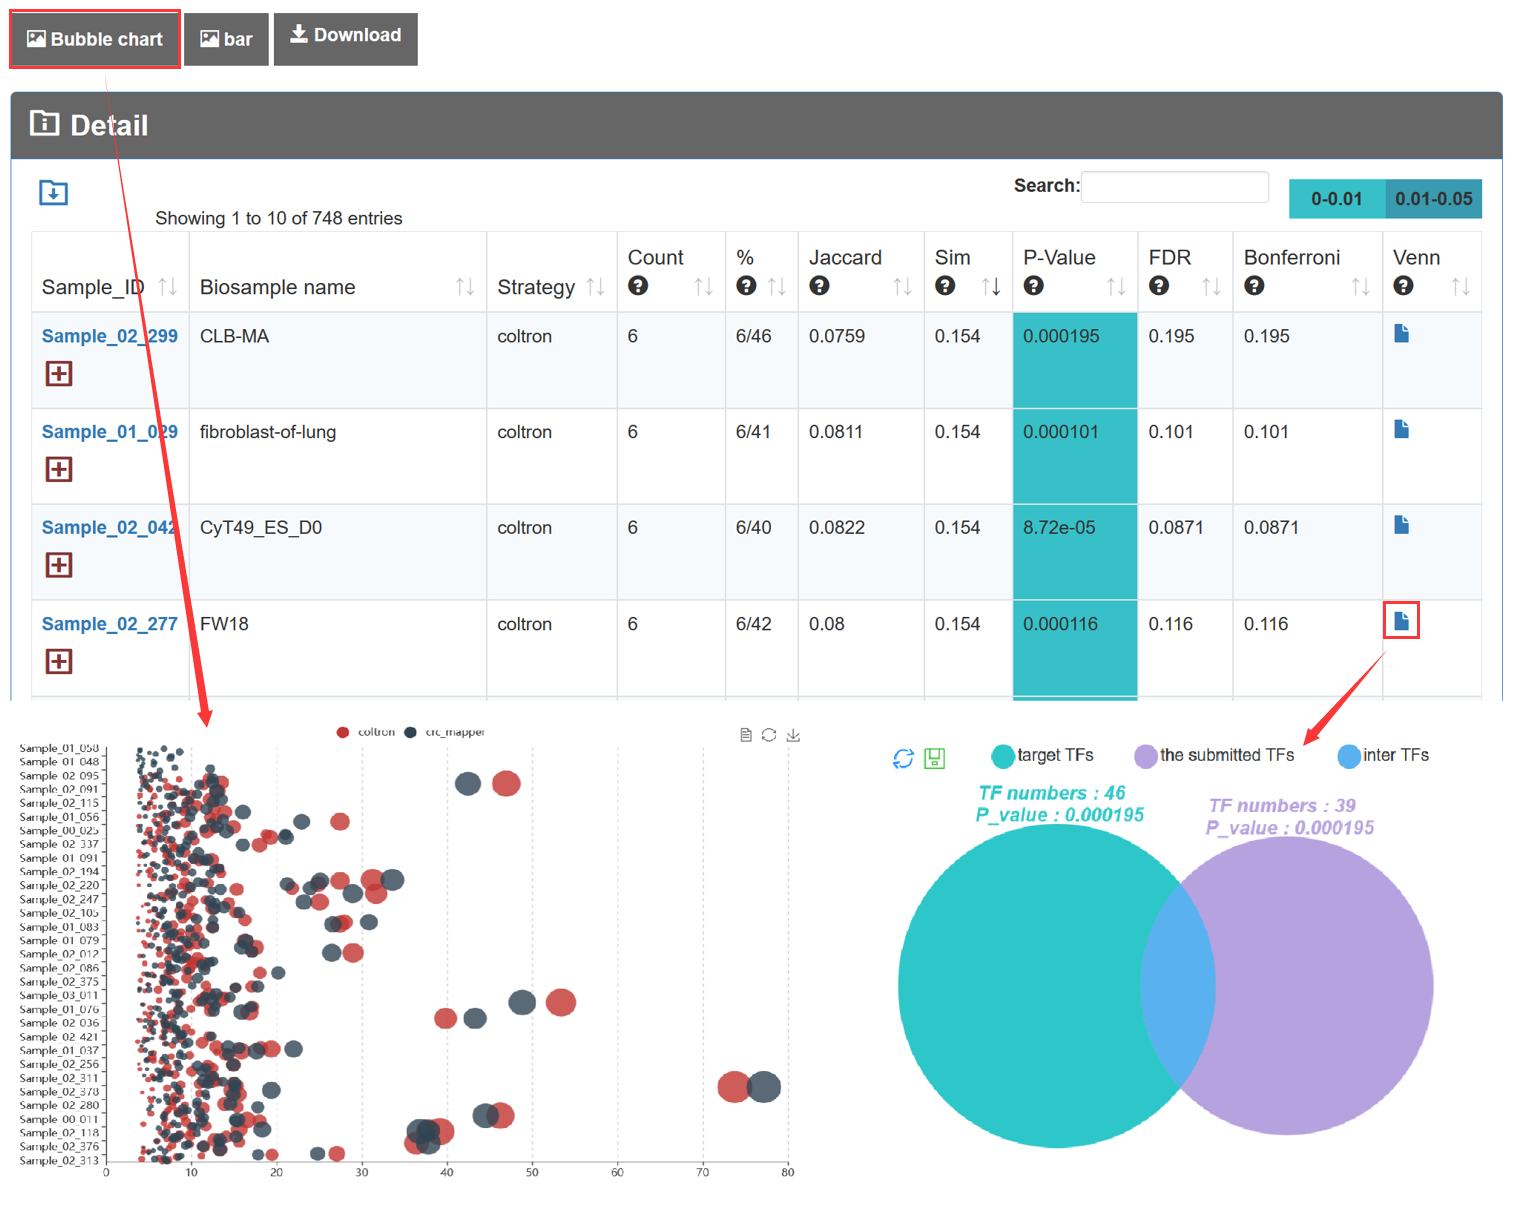 Bubble chart bar Download
Detail
Search: 0-0.01 0.01-0.05
Showing 1 to 10 of 748 entries
Sample_ID Biosample name Strategy Count % Jaccard Sim P-Value FDR Bonferroni Venn
Sample_02_299 CLB-MA coltron 6 6/46 0.0759 0.154 0.000195 0.195 0.195
Sample_01_029 fibroblast-of-lung coltron 6 6/41 0.0811 0.154 0.000101 0.101 0.101
Sample_02_042 CyT49_ES_D0 coltron 6 6/40 0.0822 0.154 8.72e-05 0.0871 0.0871
Sample_02_277 FW18 coltron 6 6/42 0.08 0.154 0.000116 0.116 0.116
coltron crc_mapper
Sample_01_058
Sample_01_048
Sample_02_095
Sample_02_091
Sample_02_115
Sample_01_056
Sample_00_025
Sample_02_337
Sample_01_091
Sample_02_194
Sample_02_220
Sample_02_247
Sample_02_105
Sample_01_083
Sample_01_079
Sample_02_012
Sample_02_086
Sample_02_375
Sample_03_011
Sample_01_076
Sample_02_036
Sample_02_421
Sample_01_037
Sample_02_256
Sample_02_311
Sample_02_378
Sample_02_280
Sample_00_011
Sample_02_118
Sample_02_376
Sample_02_313
0 10 20 30 40 50 60 70 80
target TFs the submitted TFs inter TFs
TF numbers : 46
P_value : 0.000195
TF numbers : 39
P_value : 0.000195